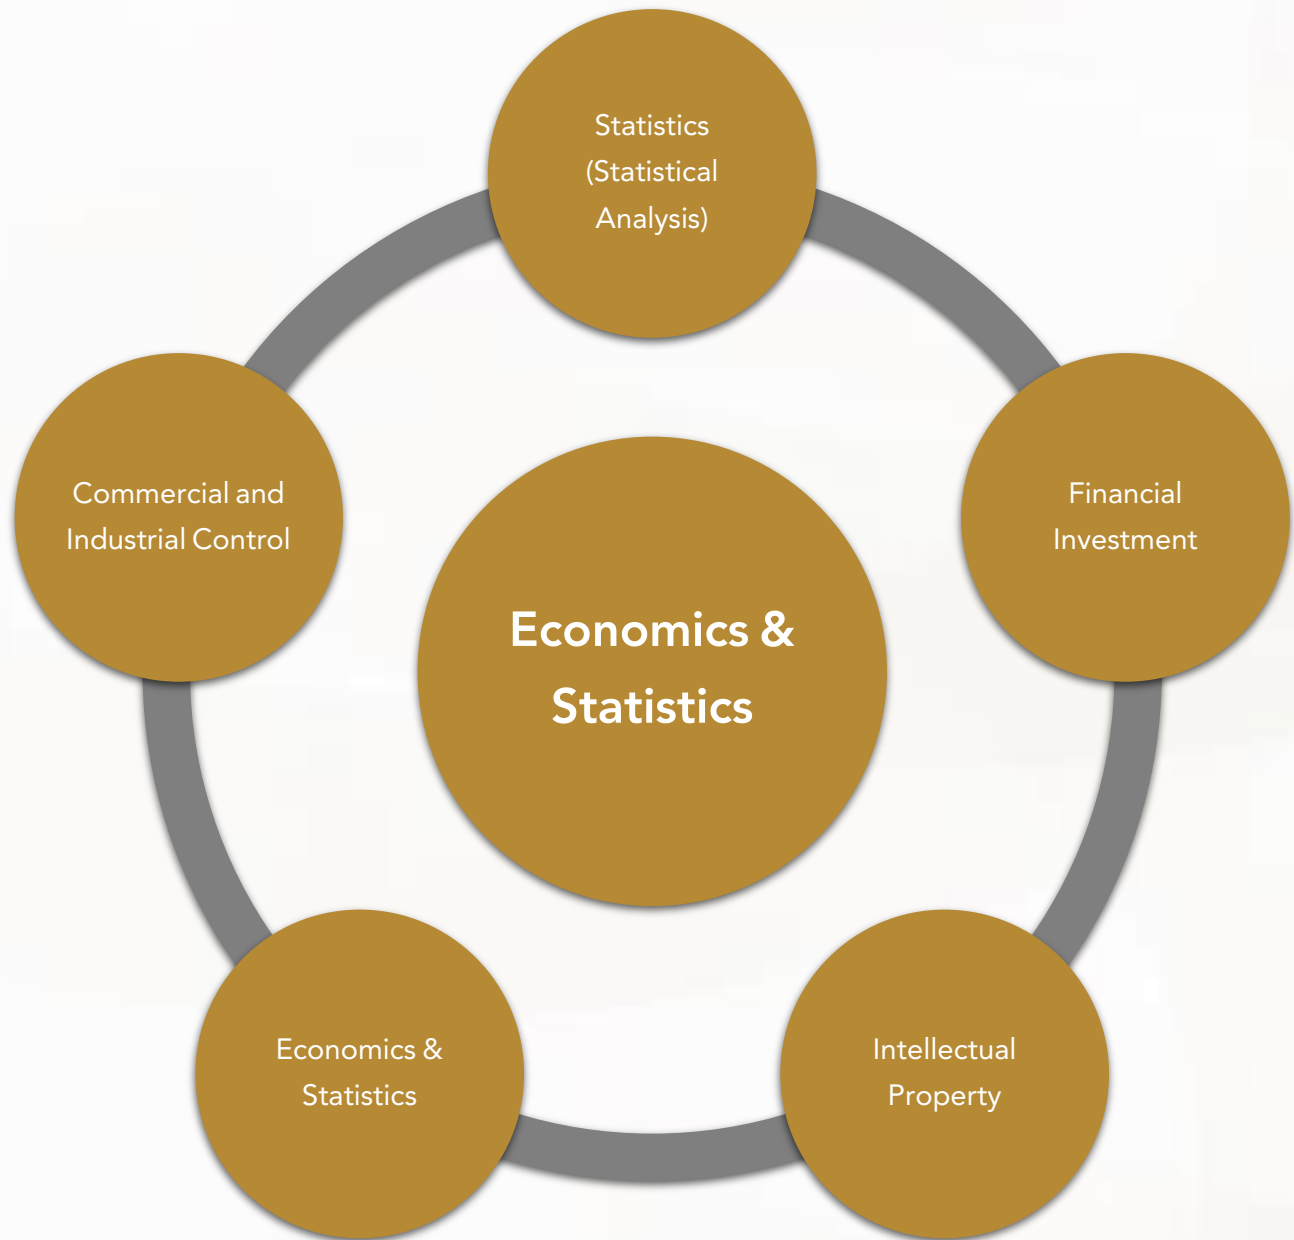 Statistics
(Statistical
Analysis)
Commercial and
Industrial Control
Financial
Investment
Economics &
Statistics
Economics &
Statistics
Intellectual
Property